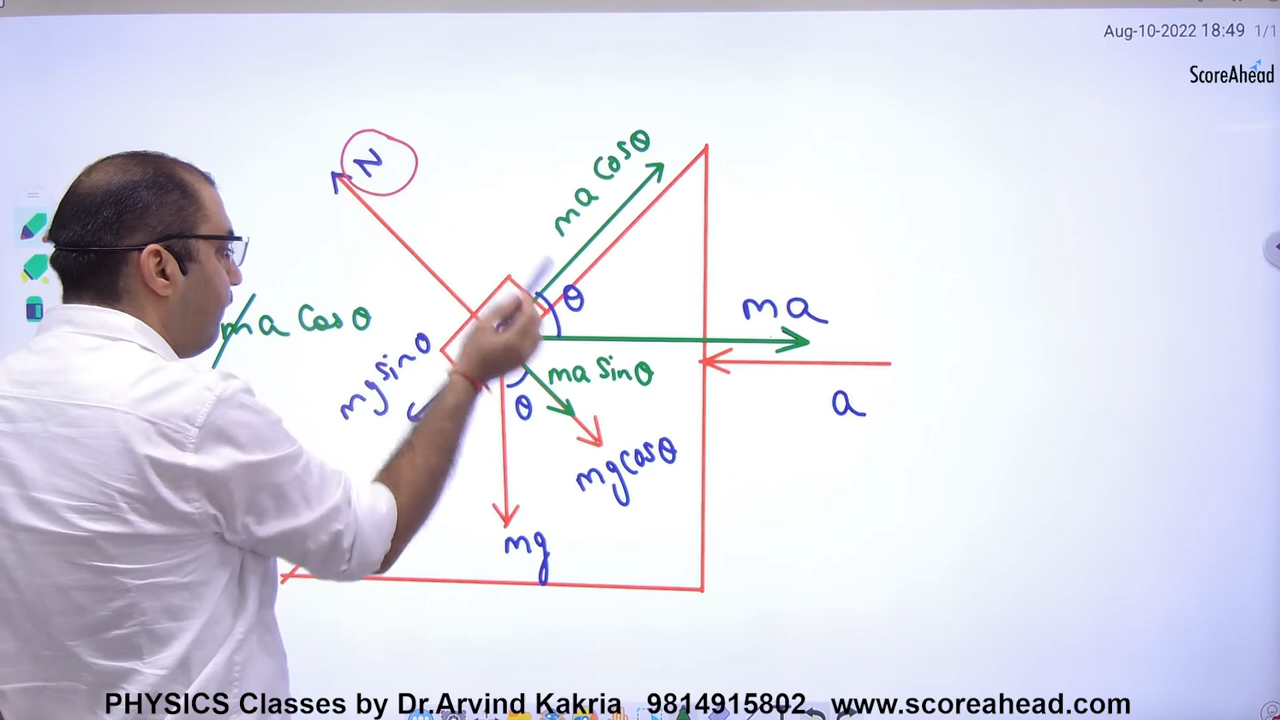 Aug-10-2022 18:49 1/1
ScoreAhead
N
ma cosθ
θ
ma
ma cosθ
mg sinθ
ma sinθ
θ
a
mg cosθ
mg
PHYSICS Classes by Dr.Arvind Kakria 9814915802 www.scoreahead.com